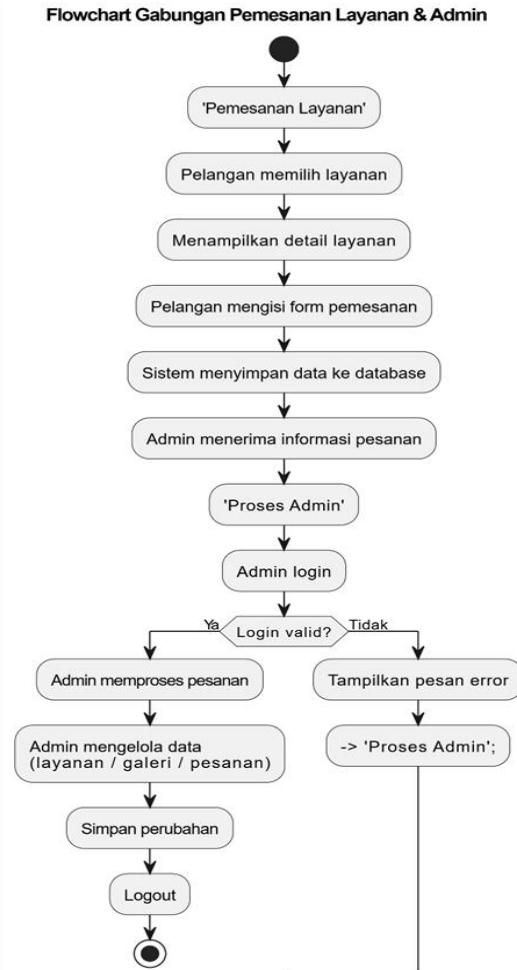 Flowchart Gabungan Pemesanan Layanan & Admin
'Pemesanan Layanan'
Pelangan memilih layanan
Menampilkan detail layanan
Pelangan mengisi form pemesanan
Sistem menyimpan data ke database
Admin menerima informasi pesanan
'Proses Admin'
Admin login
Ya
Login valid?
Tidak
Admin memproses pesanan
Tampilkan pesan error
Admin mengelola data
(layanan / galeri / pesanan)
-> 'Proses Admin';
Simpan perubahan
Logout